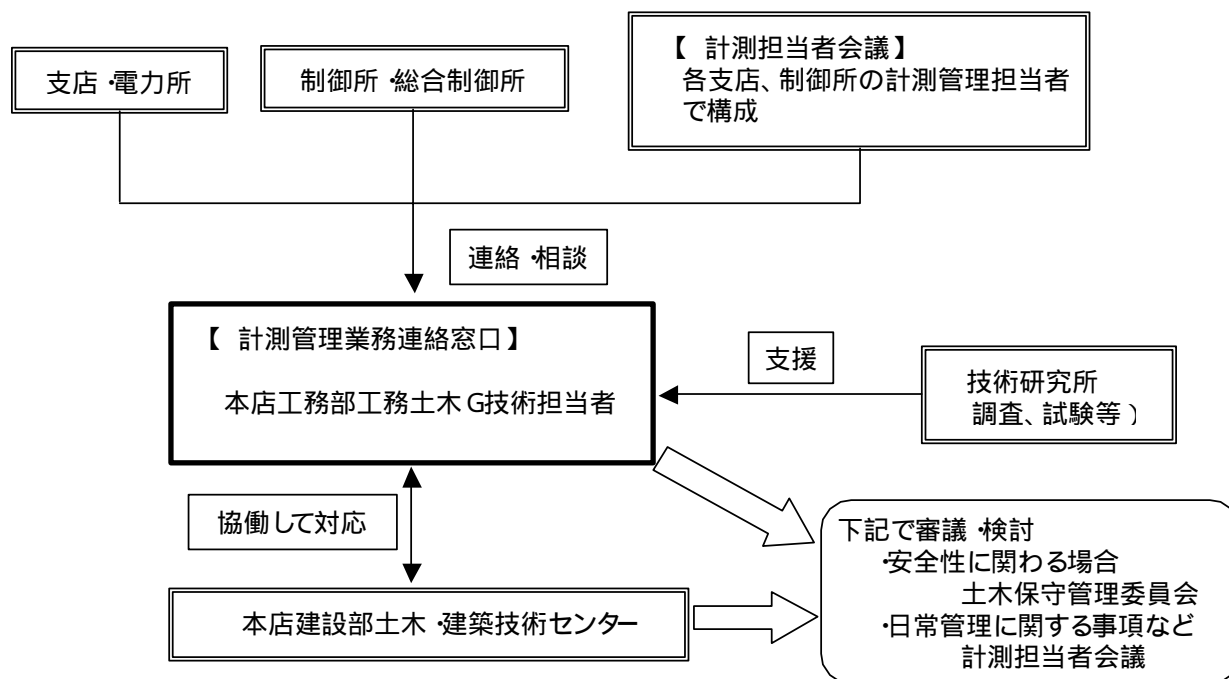 支店・電力所
制御所・総合制御所
【 計測担当者会議】
各支店、制御所の計測管理担当者
で構成
連絡・相談
【 計測管理業務連絡窓口】
本店工務部工務土木G技術担当者
支援
技術研究所
調査、試験等 )
協働して対応
本店建設部土木・建築技術センター
下記で審議・検討
・安全性に関わる場合
土木保守管理委員会
・日常管理に関する事項など
計測担当者会議